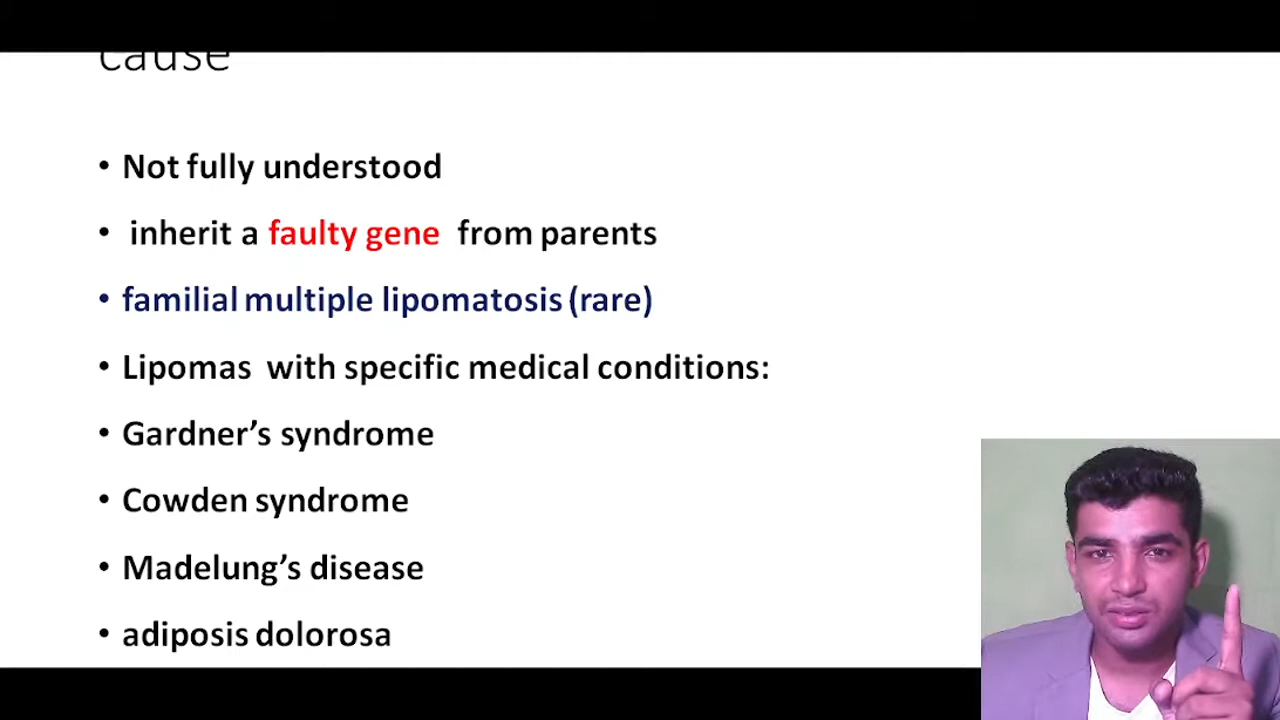 cause
• Not fully understood
• inherit a faulty gene from parents
• familial multiple lipomatosis (rare)
• Lipomas with specific medical conditions:
• Gardner’s syndrome
• Cowden syndrome
• Madelung’s disease
• adiposis dolorosa